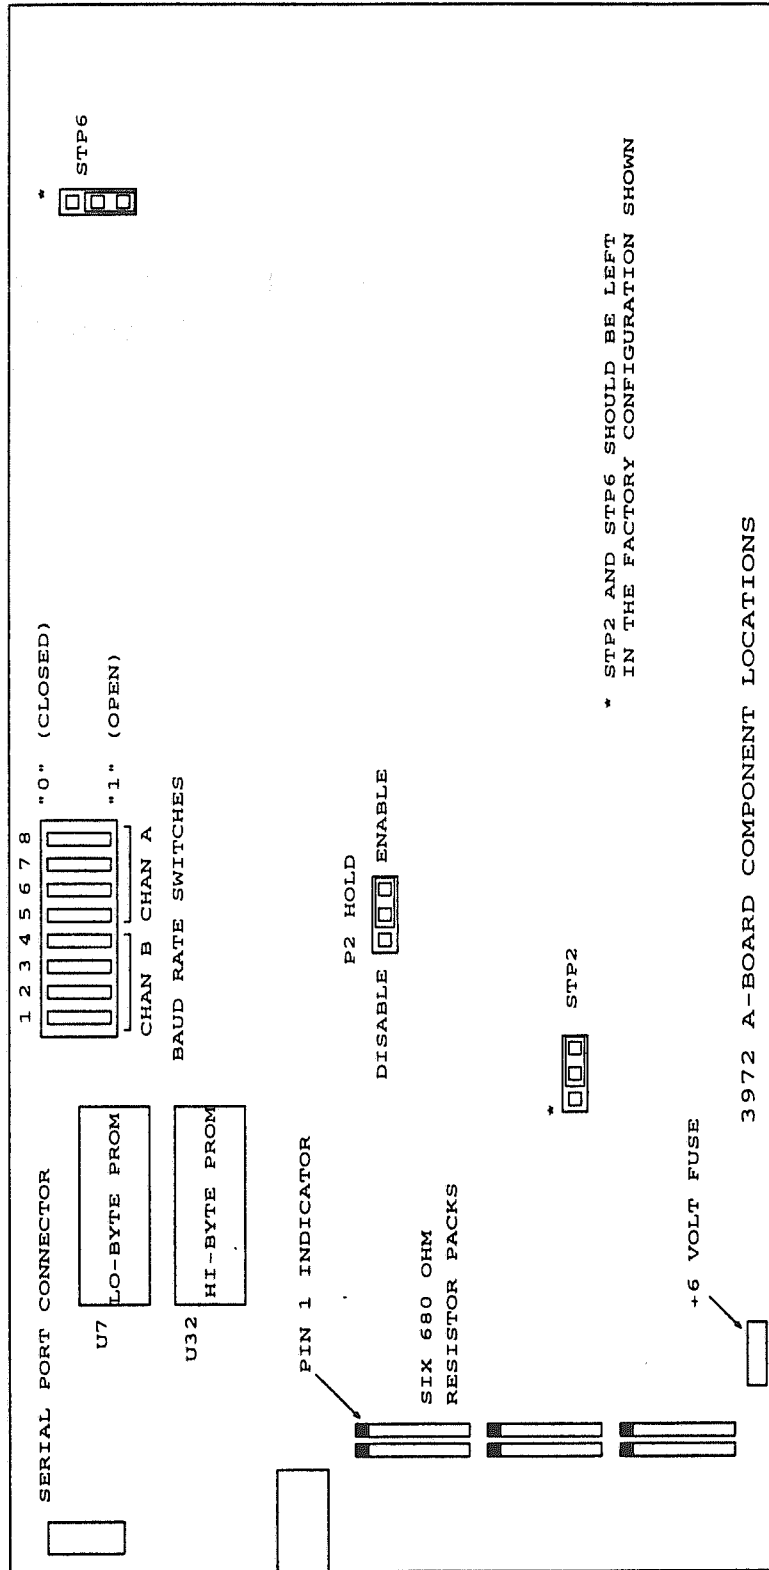 SERIAL PORT CONNECTOR
1 2 3 4 5 6 7 8
"0" (CLOSED)
"1" (OPEN)
CHAN B CHAN A
BAUD RATE SWITCHES
*
STP6
U7
LO-BYTE PROM
U32
HI-BYTE PROM
PIN 1 INDICATOR
P2 HOLD
DISABLE
ENABLE
SIX 680 OHM
RESISTOR PACKS
*
STP2
* STP2 AND STP6 SHOULD BE LEFT
IN THE FACTORY CONFIGURATION SHOWN
+6 VOLT FUSE
3972 A-BOARD COMPONENT LOCATIONS